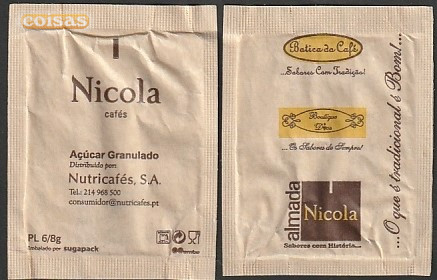 coisas
Nicola
cafés
Açúcar Granulado
Distribuído por:
Nutricafés, S.A.
Tel.: 214 968 500
consumidor@nutricafes.pt
PL 6/8g
Embalado por sugapack
Botica do Café
...Sabores Com Tradição!
Boutique
...Os Sabores de Sempre!
almada
Nicola
Sabores com História...
...O que é tradicional é Bom!...